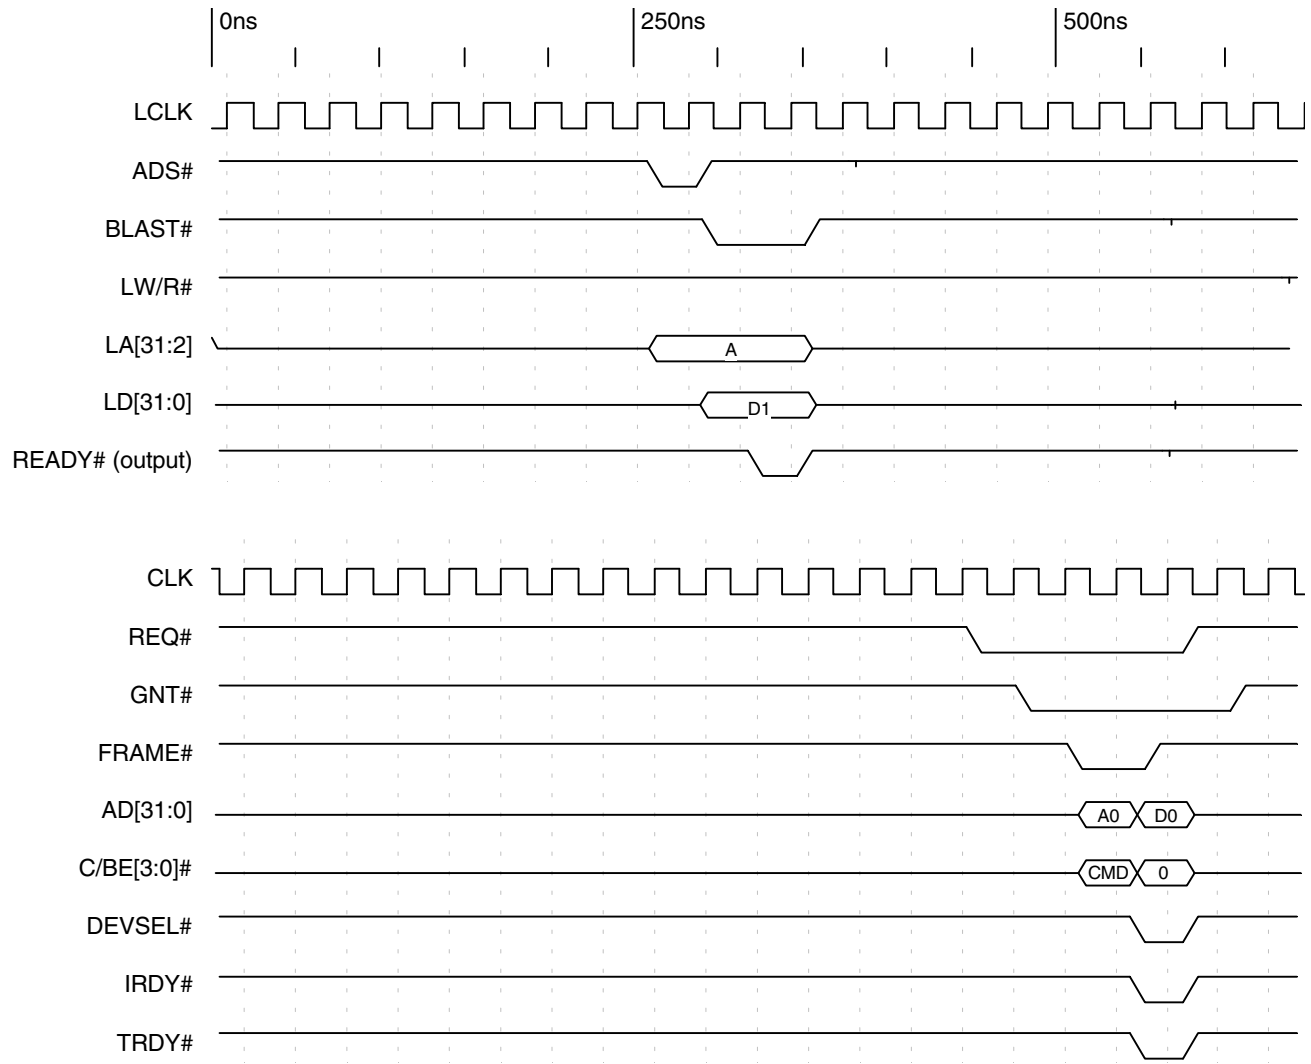 0ns 250ns 500ns
LCLK
ADS#
BLAST#
LW/R#
LA[31:2] A
LD[31:0] D1
READY# (output)
CLK
REQ#
GNT#
FRAME#
AD[31:0] A0 D0
C/BE[3:0]# CMD 0
DEVSEL#
IRDY#
TRDY#